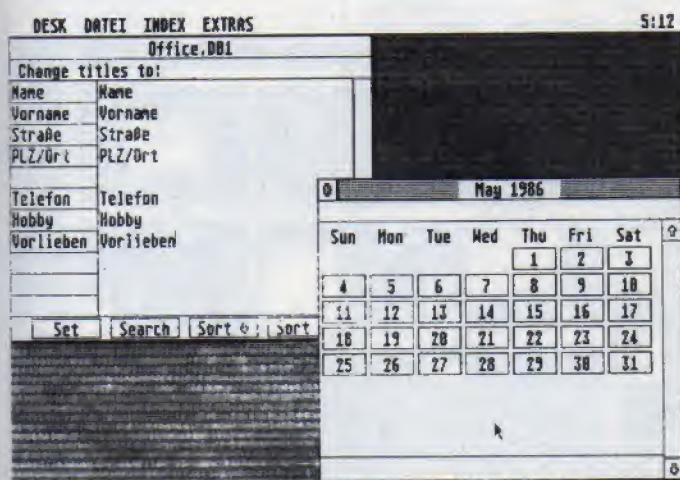 DESK DATEI INDEX EXTRAS 5:12
Office.DB1
Change titles to:
Name Name
Vorname Vorname
Straße Straße
PLZ/Ort PLZ/Ort
Telefon Telefon
Hobby Hobby
Vorlieben Vorlieben
Set Search Sort Sort
May 1986
Sun Mon Tue Wed Thu Fri Sat
1 2 3
4 5 6 7 8 9 10
11 12 13 14 15 16 17
18 19 20 21 22 23 24
25 26 27 28 29 30 31